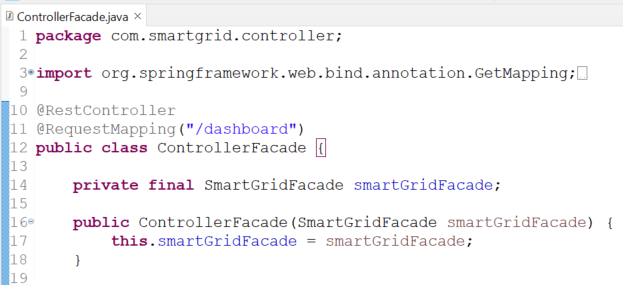 ControllerFacade.java
1 package com.smartgrid.controller;
2
3 import org.springframework.web.bind.annotation.GetMapping;
9
10 @RestController
11 @RequestMapping("/dashboard")
12 public class ControllerFacade {
13
14 private final SmartGridFacade smartGridFacade;
15
16 public ControllerFacade(SmartGridFacade smartGridFacade) {
17 this.smartGridFacade = smartGridFacade;
18 }
19